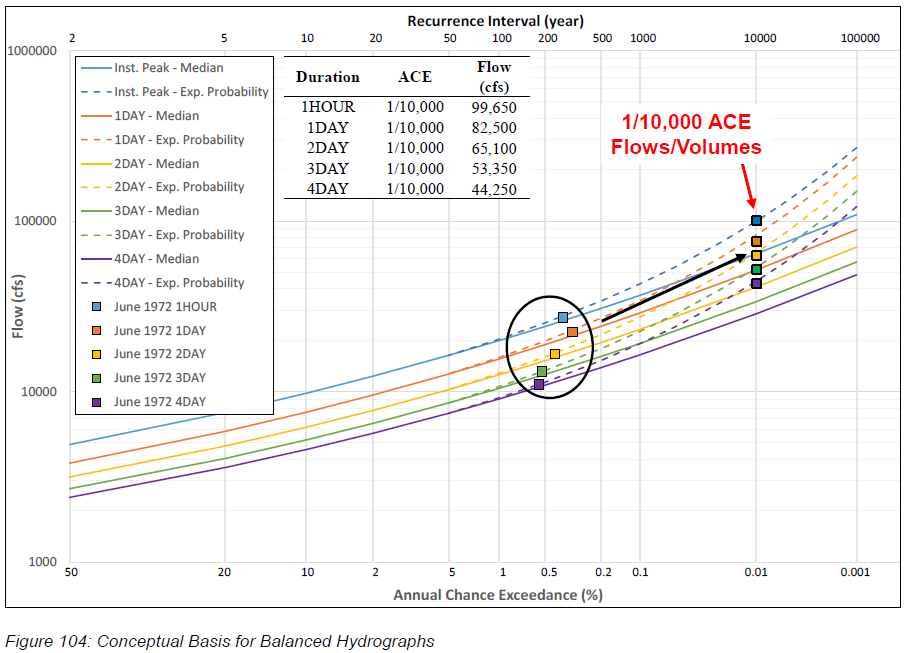 Recurrence Interval (year)
2 5 10 20 50 100 200 500 1000 10000 100000
1000000
100000
10000
1000
Flow (cfs)
Inst. Peak - Median
Inst. Peak - Exp. Probability
1DAY - Median
1DAY - Exp. Probability
2DAY - Median
2DAY - Exp. Probability
3DAY - Median
3DAY - Exp. Probability
4DAY - Median
4DAY - Exp. Probability
June 1972 1HOUR
June 1972 1DAY
June 1972 2DAY
June 1972 3DAY
June 1972 4DAY
Duration ACE Flow
(cfs)
1HOUR 1/10,000 99,650
1DAY 1/10,000 82,500
2DAY 1/10,000 65,100
3DAY 1/10,000 53,350
4DAY 1/10,000 44,250
1/10,000 ACE
Flows/Volumes
50 20 10 2 5 1 0.5 0.2 0.1 0.01 0.001
Annual Chance Exceedance (%)
Figure 104: Conceptual Basis for Balanced Hydrographs